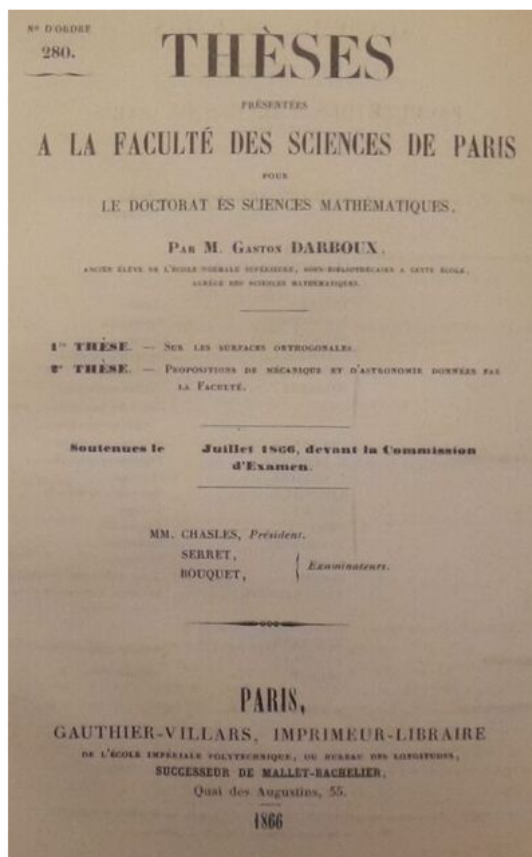 N° D'ORDRE
280.
THÈSES
PRÉSENTÉES
A LA FACULTÉ DES SCIENCES DE PARIS
POUR
LE DOCTORAT ÈS SCIENCES MATHÉMATIQUES,
PAR M. GASTON DARBOUX,
ANCIEN ÉLÈVE DE L'ÉCOLE NORMALE SUPÉRIEURE, SOUS-BIBLIOTHÉCAIRE A CETTE ÉCOLE,
AGRÉGÉ DES SCIENCES MATHÉMATIQUES.
1re THÈSE. — SUR LES SURFACES ORTHOGONALES.
2e THÈSE. — PROPOSITIONS DE MÉCANIQUE ET D'ASTRONOMIE DONNÉES PAR
LA FACULTÉ.
Soutenues le Juillet 1866, devant la Commission
d'Examen.
MM. CHASLES, Président.
SERRET,
BOUQUET,
Examinateurs.
PARIS,
GAUTHIER-VILLARS, IMPRIMEUR-LIBRAIRE
DE L'ÉCOLE IMPÉRIALE POLYTECHNIQUE, DU BUREAU DES LONGITUDES,
SUCCESSEUR DE MALLET-BACHELIER,
Quai des Augustins, 55.
1866